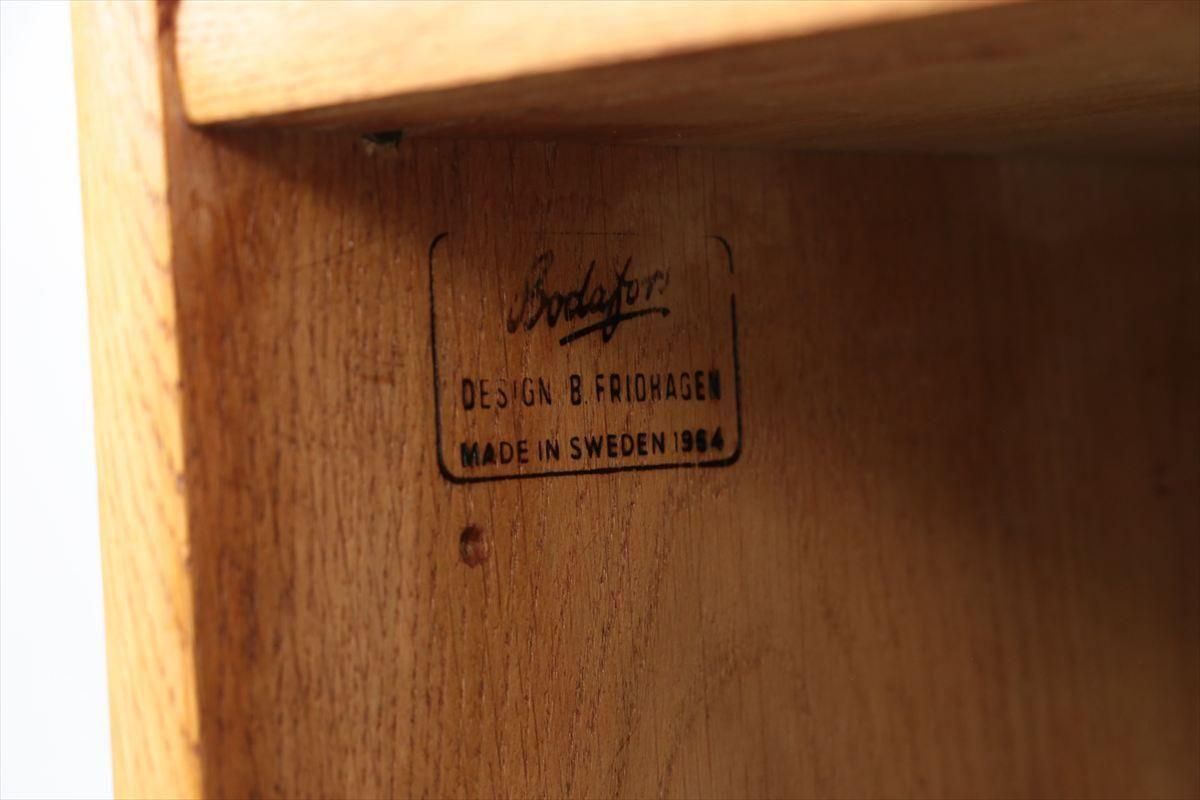 Bodafors
DESIGN B. FRIDHAGEN
MADE IN SWEDEN 1964